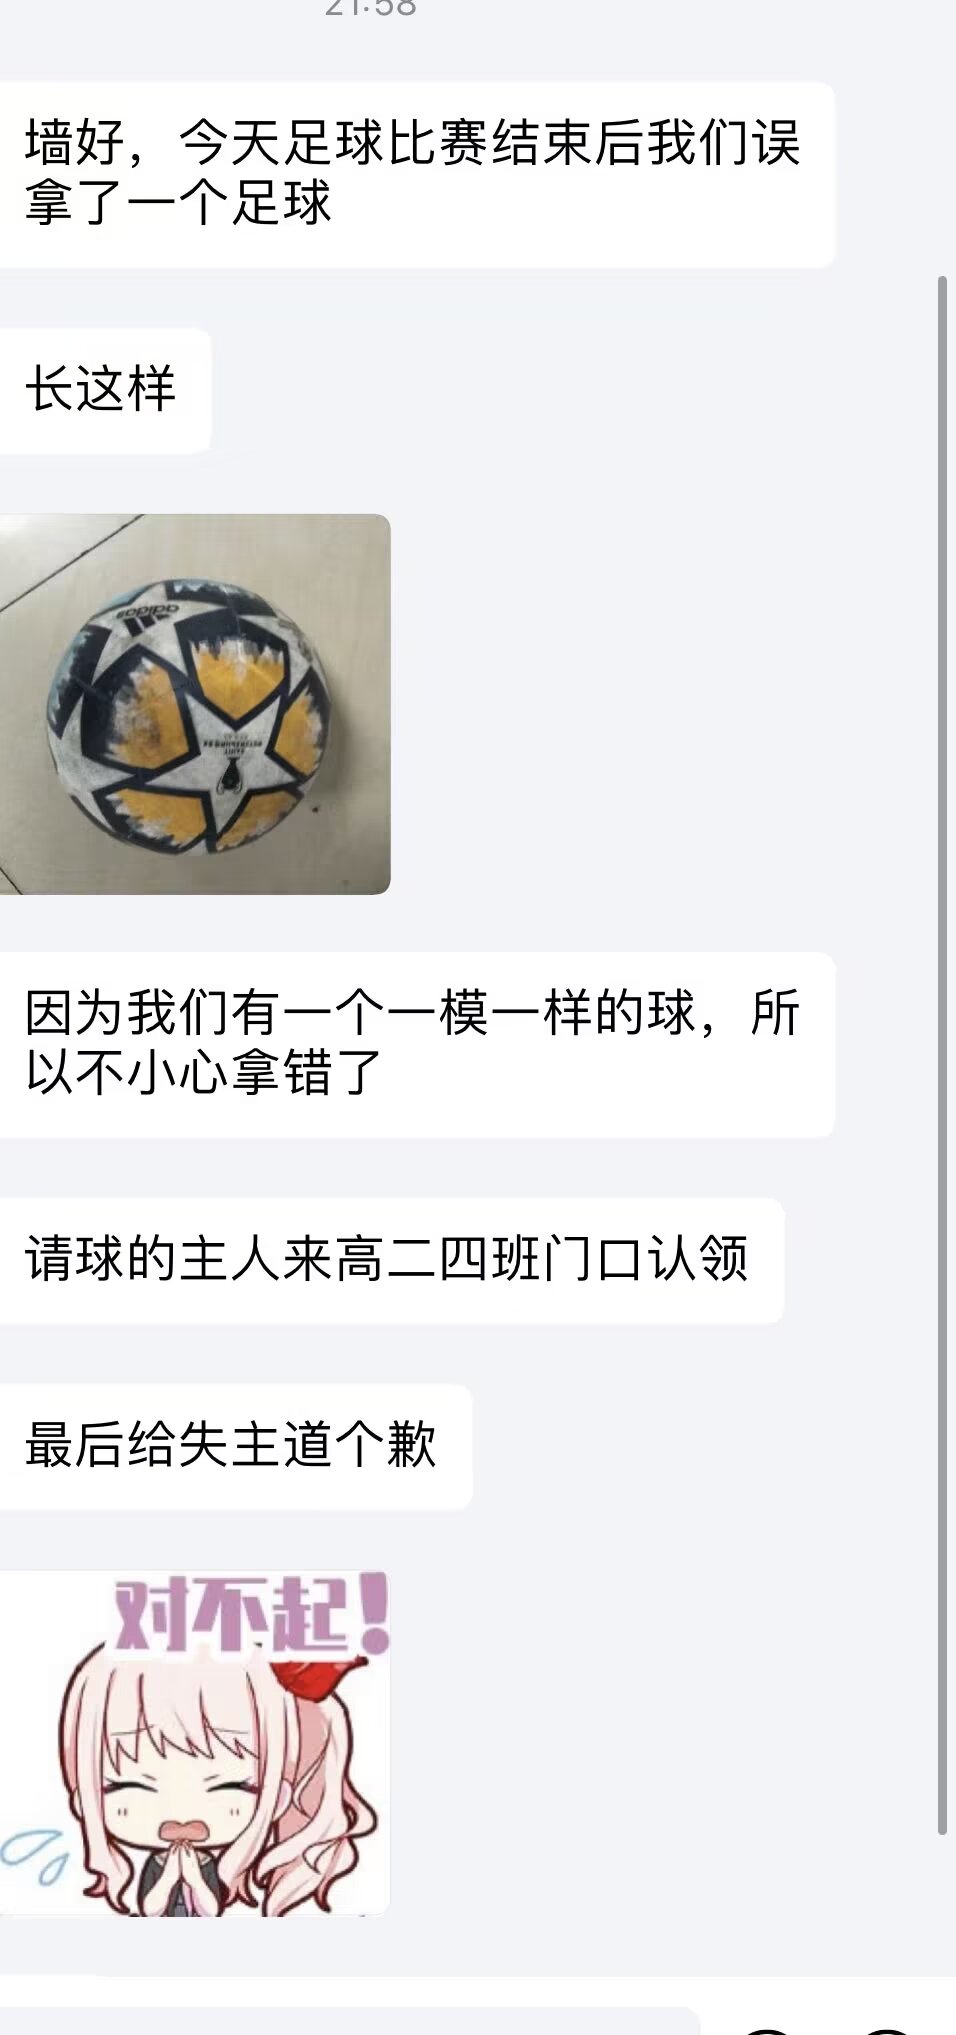 21:58
墙好，今天足球比赛结束后我们误
拿了一个足球
长这样
adidas
因为我们有一个一模一样的球，所
以不小心拿错了
请球的主人来高二四班门口认领
最后给失主道个歉
对不起！